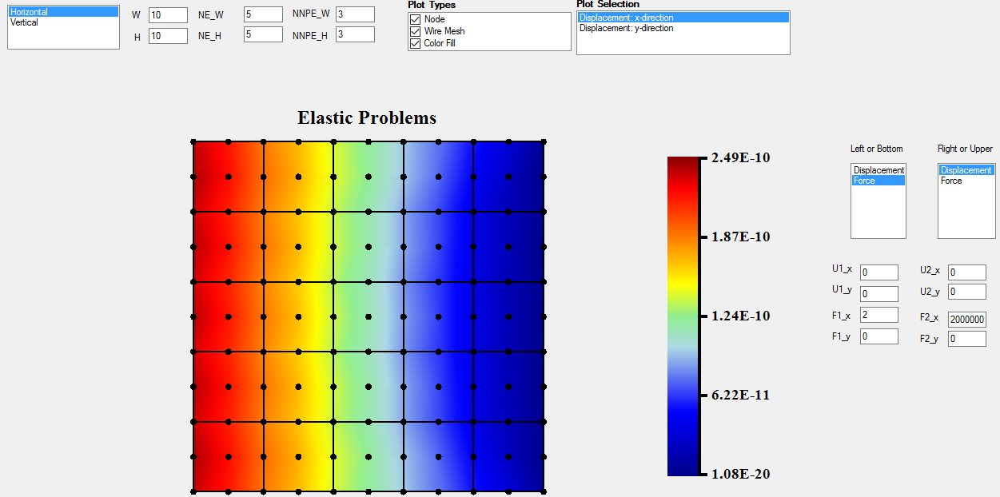 Horizontal
Vertical
W 10 NE_W 5 NNPE_W 3
H 10 NE_H 5 NNPE_H 3
Plot Types
Node
Wire Mesh
Color Fill
Plot Selection
Displacement: x-direction
Displacement: y-direction
Elastic Problems
2.49E-10
1.87E-10
1.24E-10
6.22E-11
1.08E-20
Left or Bottom
Displacement
Force
Right or Upper
Displacement
Force
U1_x 0
U1_y 0
F1_x 2
F1_y 0
U2_x 0
U2_y 0
F2_x 2000000
F2_y 0